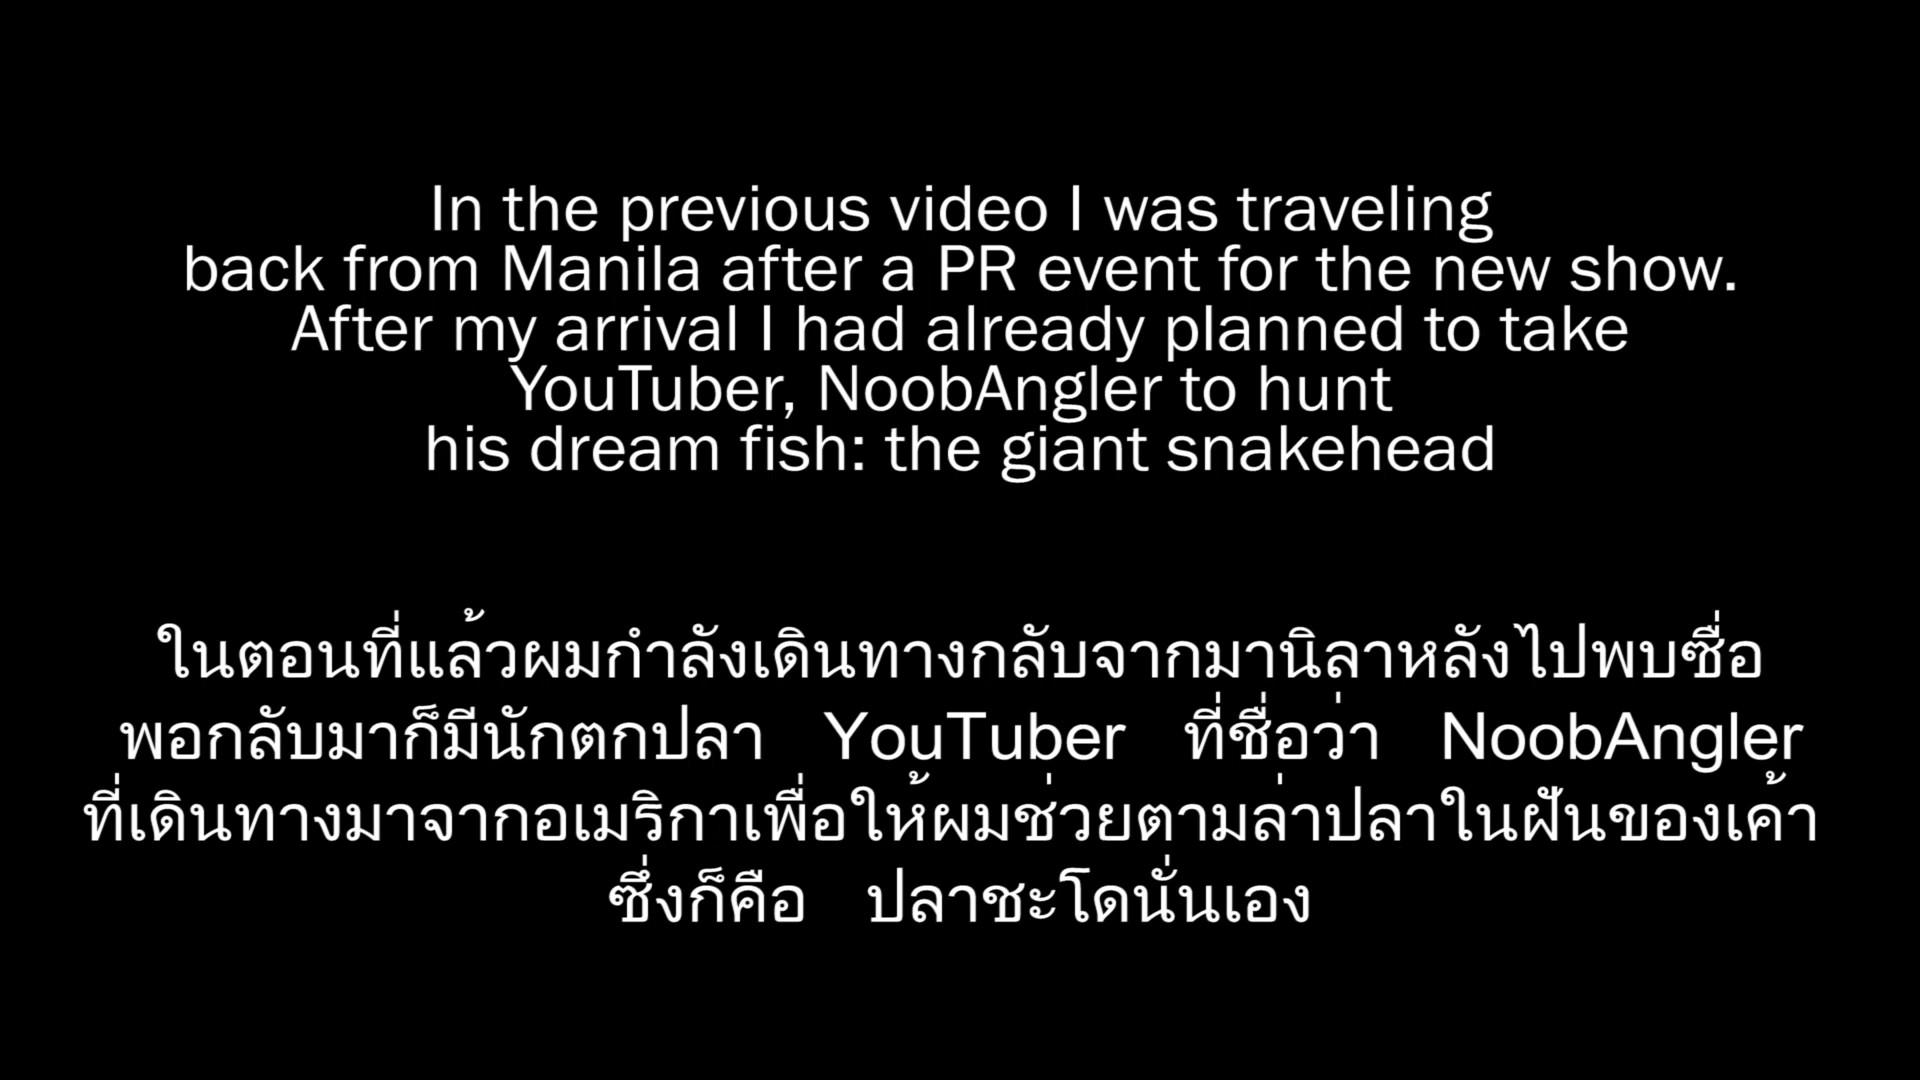 In the previous video I was traveling
back from Manila after a PR event for the new show.
After my arrival I had already planned to take
YouTuber, NoobAngler to hunt
his dream fish: the giant snakehead
ในตอนที่แล้วผมกำลังเดินทางกลับจากมานิลาหลังไปพบซื่อ
พอกลับมาก็มีนักตกปลา YouTuber ที่ชื่อว่า NoobAngler
ที่เดินทางมาจากอเมริกาเพื่อให้ผมช่วยตามล่าปลาในฝันของเค้า
ซึ่งก็คือ ปลาชะโดนั่นเอง